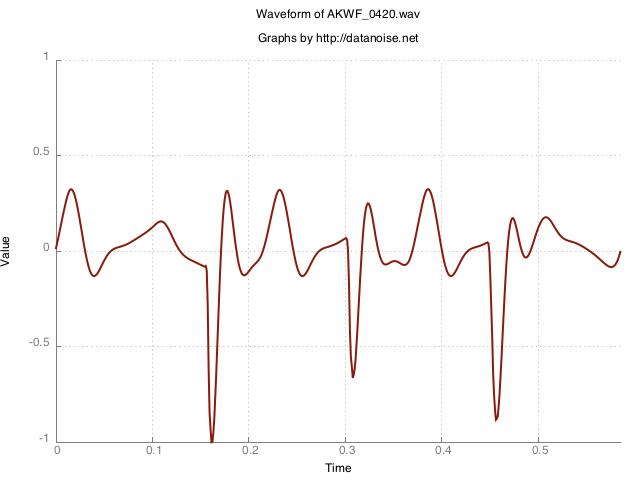 Waveform of AKWF_0420.wav
Graphs by http://datanoise.net
1
0.5
0
-0.5
-1
Value
0 0.1 0.2 0.3 0.4 0.5
Time